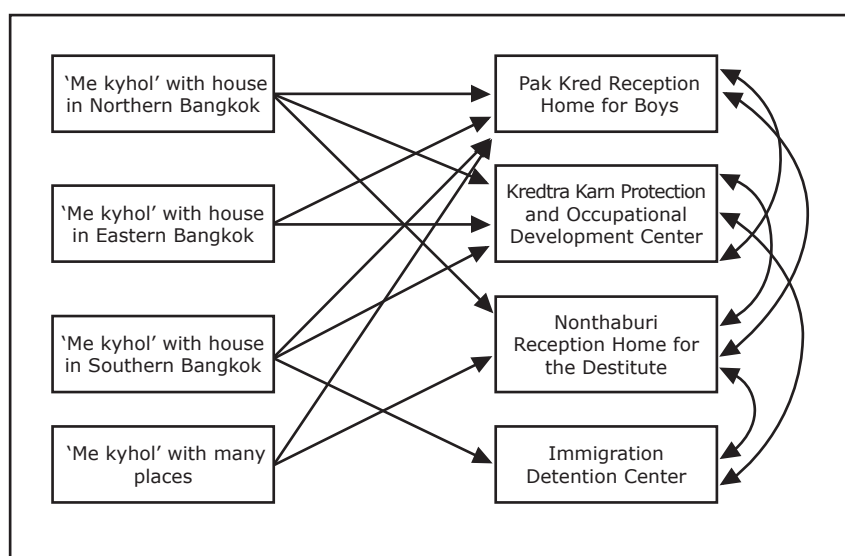 ‘Me kyhol’ with house
in Northern Bangkok
‘Me kyhol’ with house
in Eastern Bangkok
‘Me kyhol’ with house
in Southern Bangkok
‘Me kyhol’ with many
places
Pak Kred Reception
Home for Boys
Kredtra Karn Protection
and Occupational
Development Center
Nonthaburi
Reception Home for
the Destitute
Immigration
Detention Center